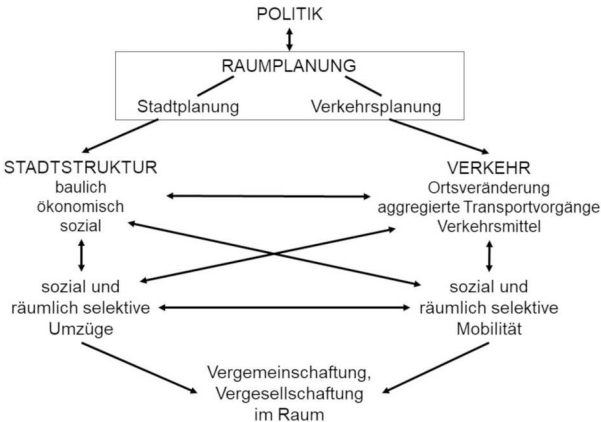 POLITIK
RAUMPLANUNG
Stadtplanung
Verkehrsplanung
STADTSTRUKTUR
baulich
ökonomisch
sozial
VERKEHR
Ortsveränderung
aggregierte Transportvorgänge
Verkehrsmittel
sozial und
räumlich selektive
Umzüge
sozial und
räumlich selektive
Mobilität
Vergemeinschaftung,
Vergesellschaftung
im Raum